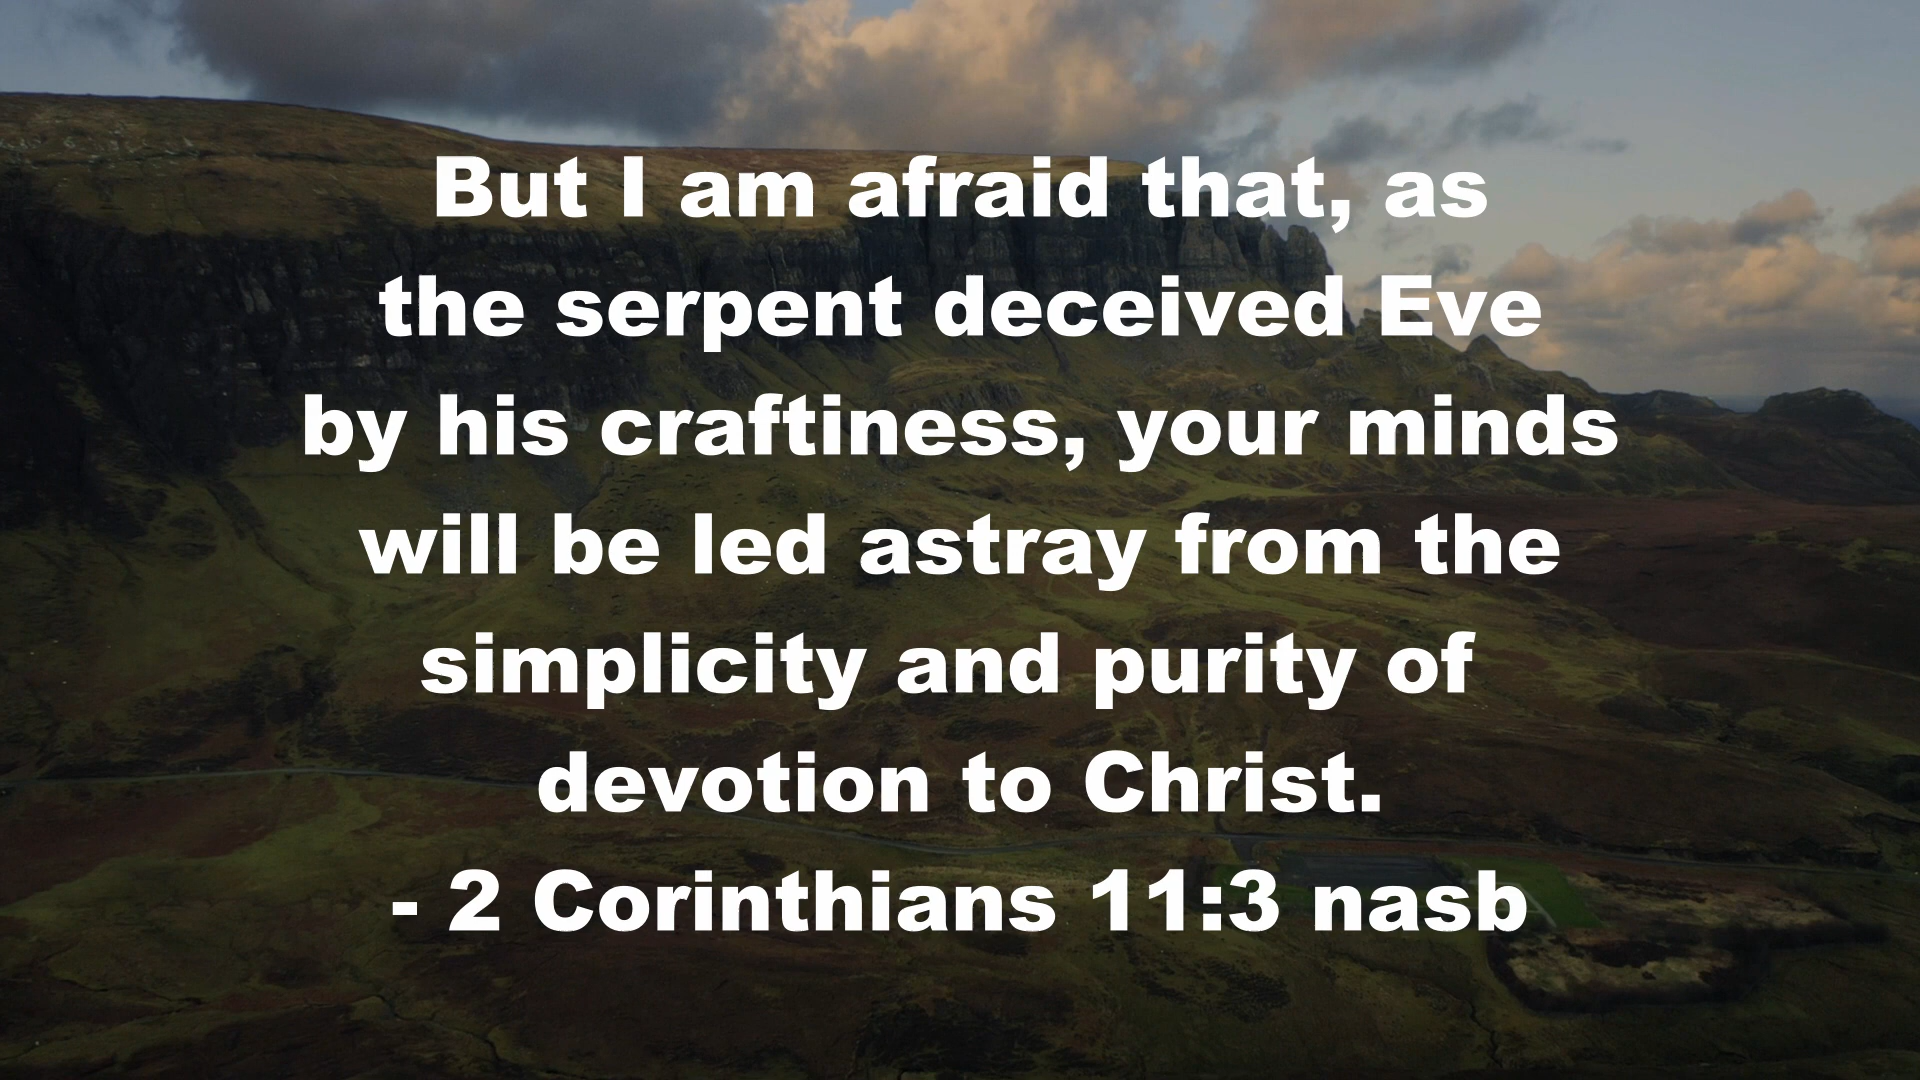 But I am afraid that, as
the serpent deceived Eve
by his craftiness, your minds
will be led astray from the
simplicity and purity of
devotion to Christ.
- 2 Corinthians 11:3 nasb